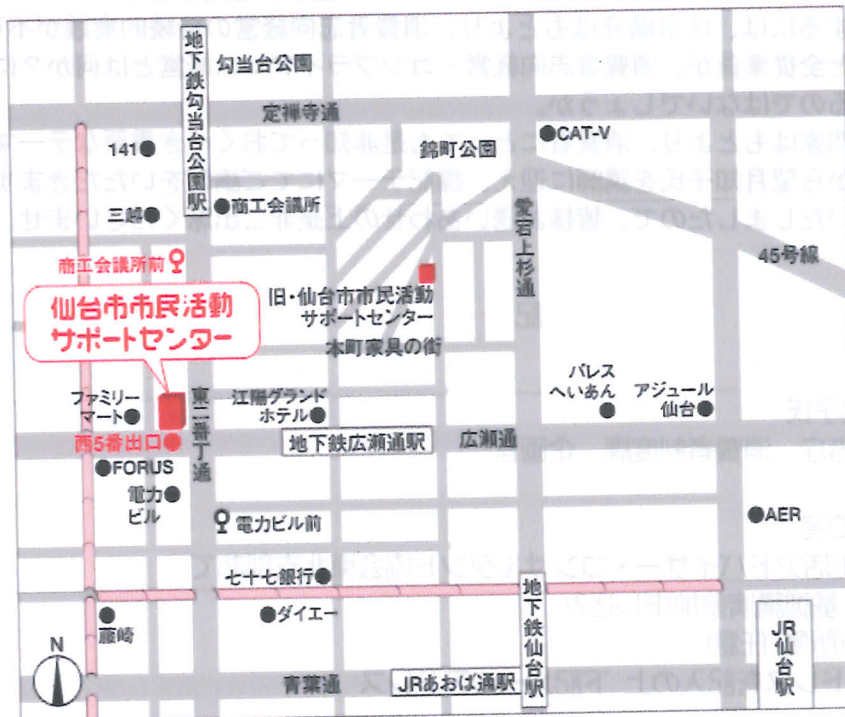 地下鉄勾当台公園駅
勾当台公園
定禅寺通
CAT-V
141
錦町公園
三越
商工会議所
愛宕上杉通
45号線
商工会議所前
仙台市市民活動
サポートセンター
旧・仙台市市民活動
サポートセンター
本町家具の街
ファミリー
マート
東二番丁通
江陽グランド
ホテル
パレス
へいあん
アジュール
仙台
西5番出口
地下鉄広瀬通駅
広瀬通
FORUS
電力
ビル
電力ビル前
AER
七十七銀行
地下鉄仙台駅
藤崎
ダイエー
JR仙台駅
N
青葉通
JRあおば通駅